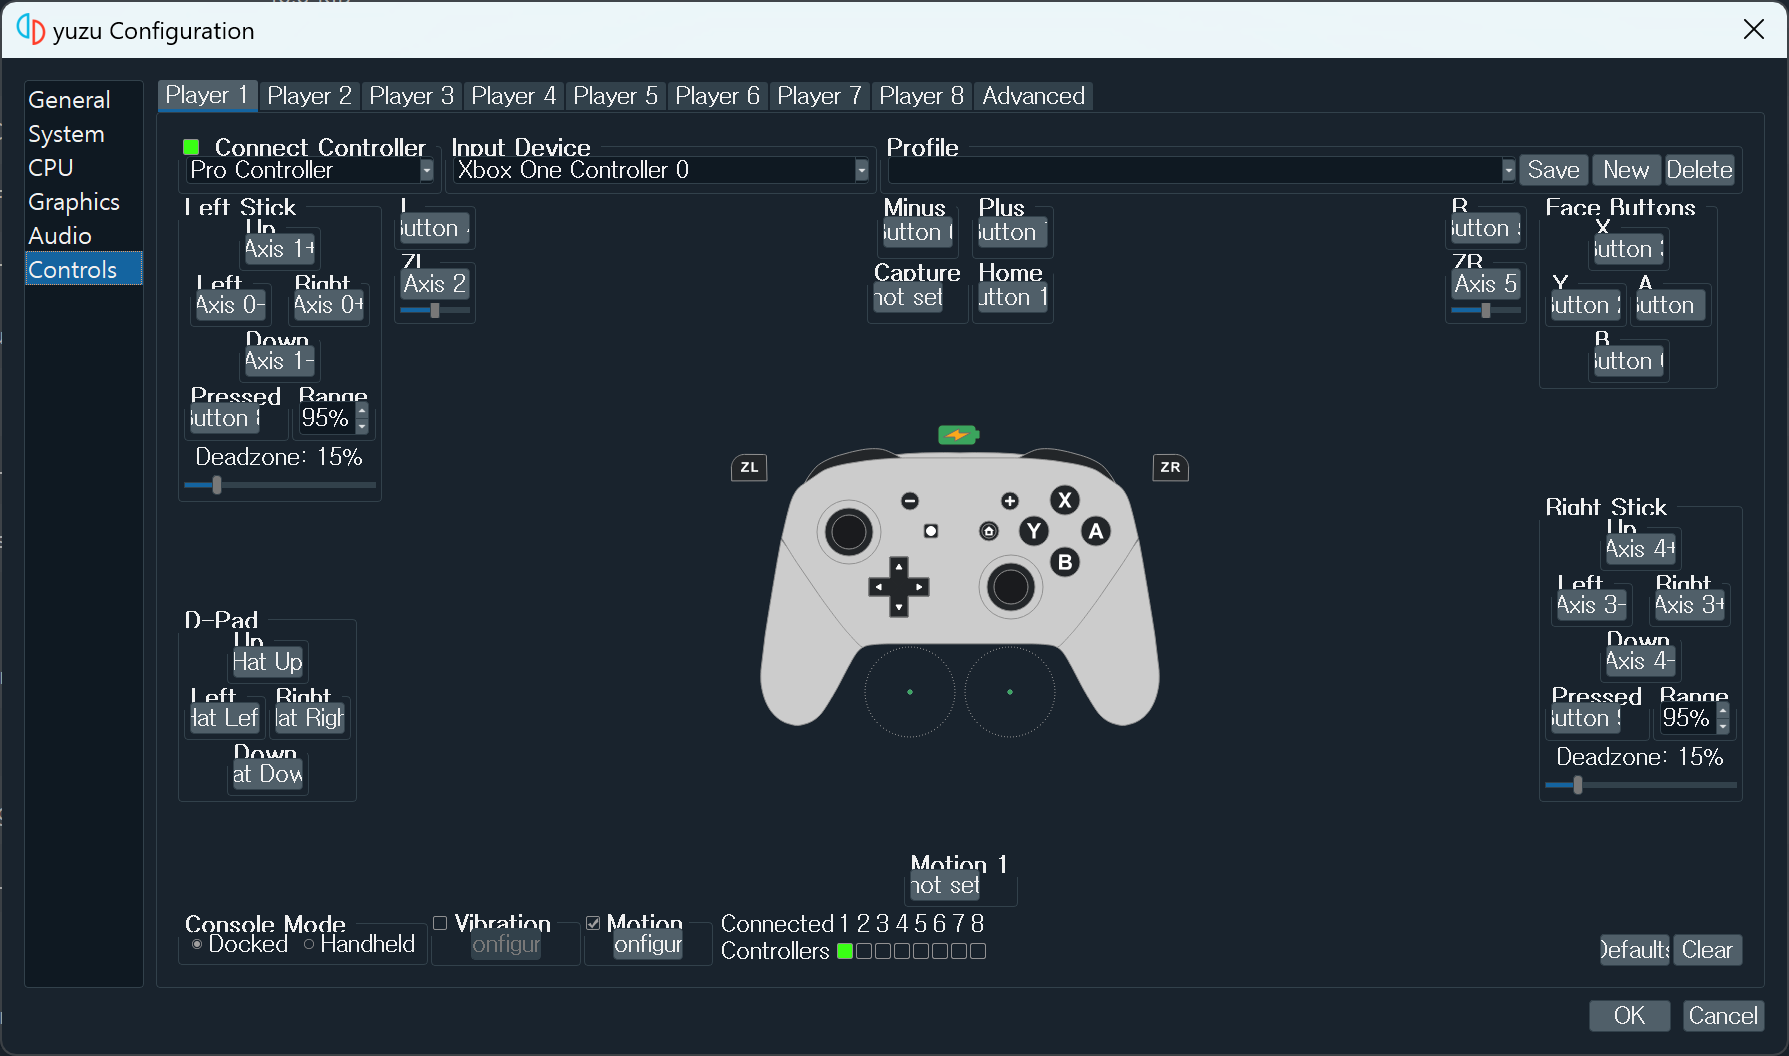 yuzu Configuration
General
System
CPU
Graphics
Audio
Controls
Player 1 Player 2 Player 3 Player 4 Player 5 Player 6 Player 7 Player 8 Advanced
Connect Controller Input Device Profile
Pro Controller Xbox One Controller 0 Save New Delete
Left Stick
Up
Axis 1+
Left Right
Axis 0- Axis 0+
Down
Axis 1-
Pressed Range
utton 95%
Deadzone: 15%
L
Button
ZL
Axis 2
Minus Plus
utton utton
Capture Home
not set utton 1
R
utton
ZR
Axis 5
Face Buttons
X
utton
Y A
utton utton
B
utton
ZL ZR
X
Y A
B
D-Pad
Up
Hat Up
Left Right
Hat Lef at Righ
Down
at Dow
Right Stick
Up
Axis 4+
Left Right
Axis 3- Axis 3+
Down
Axis 4-
Pressed Range
utton 95%
Deadzone: 15%
Motion 1
not set
Console Mode Vibration Motion Connected 1 2 3 4 5 6 7 8
Docked Handheld onfigur onfigur Controllers
Defaults Clear
OK Cancel